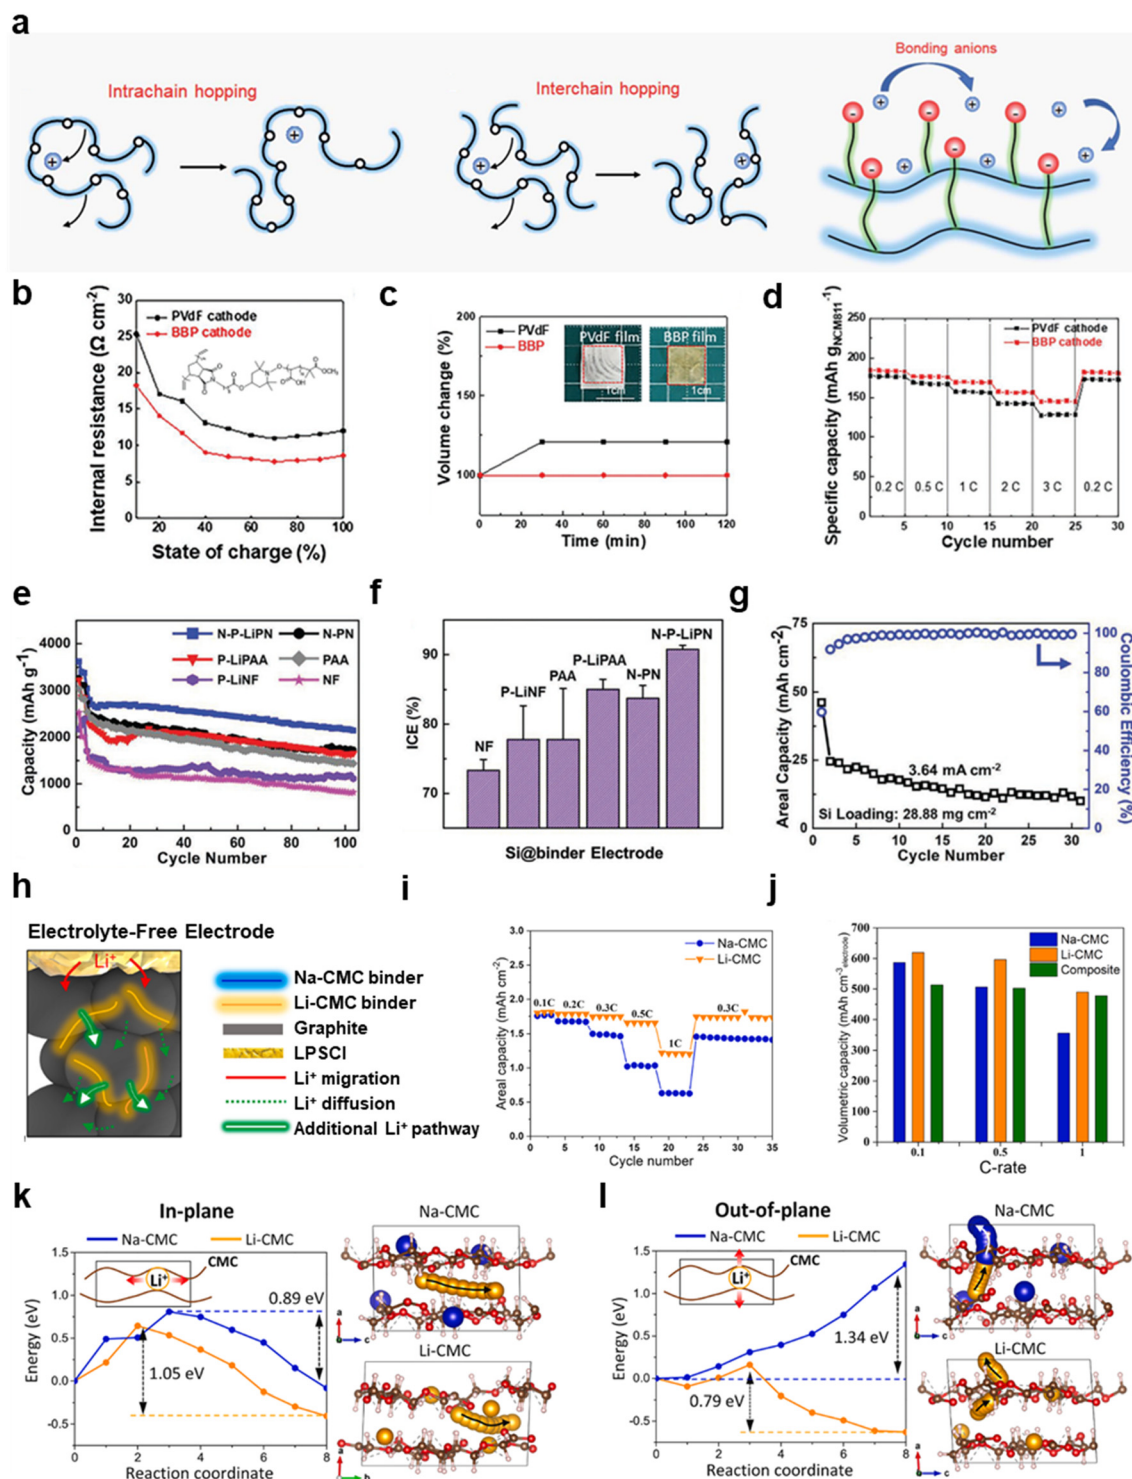 a
Intrachain hopping
Interchain hopping
Bonding anions
b
Internal resistance (Ω cm-2)
30
25
20
15
10
5
0
PVdF cathode
BBP cathode
20 40 60 80 100
State of charge (%)
c
Volume change (%)
200
150
100
50
PVdF
BBP
PVdF film
1cm
BBP film
1cm
0 30 60 90 120
Time (min)
d
Specific capacity (mAh gNCM811-1)
250
200
150
100
50
0
PVdF cathode
BBP cathode
0.2 C 0.5 C 1 C 2 C 3 C 0.2 C
5 10 15 20 25 30
Cycle number
e
Capacity (mAh g-1)
4000
3000
2000
1000
0
N-P-LiPN
N-PN
P-LiPAA
PAA
P-LiNF
NF
0 20 40 60 80 100
Cycle Number
f
ICE (%)
90
80
70
NF
P-LiNF
PAA
P-LiPAA
N-PN
N-P-LiPN
Si@binder Electrode
g
Areal Capacity (mAh cm-2)
75
50
25
0
3.64 mA cm-2
Si Loading: 28.88 mg cm-2
0 5 10 15 20 25 30
Cycle Number
100
80
60
40
20
0
Coulombic Efficiency (%)
h
Electrolyte-Free Electrode
Li+
Na-CMC binder
Li-CMC binder
Graphite
LPSCl
Li+ migration
Li+ diffusion
Additional Li+ pathway
i
Areal capacity (mAh cm-2)
3.0
2.5
2.0
1.5
1.0
0.5
0.0
Na-CMC
Li-CMC
0.1C 0.2C 0.3C 0.5C 1C 0.3C
0 5 10 15 20 25 30 35
Cycle number
j
Volumetric capacity (mAh cm-3electrode)
700
600
500
400
300
200
100
0
Na-CMC
Li-CMC
Composite
0.1 0.5 1
C-rate
k
In-plane
Na-CMC
Li-CMC
Energy (eV)
1.5
1.0
0.5
0.0
-0.5
CMC
Li+
0.89 eV
1.05 eV
0 2 4 6 8
Reaction coordinate
Na-CMC
a
c
Li-CMC
a
b
l
Out-of-plane
Na-CMC
Li-CMC
Energy (eV)
1.5
1.0
0.5
0.0
-0.5
CMC
Li+
1.34 eV
0.79 eV
0 2 4 6 8
Reaction coordinate
Na-CMC
a
c
Li-CMC
a
c